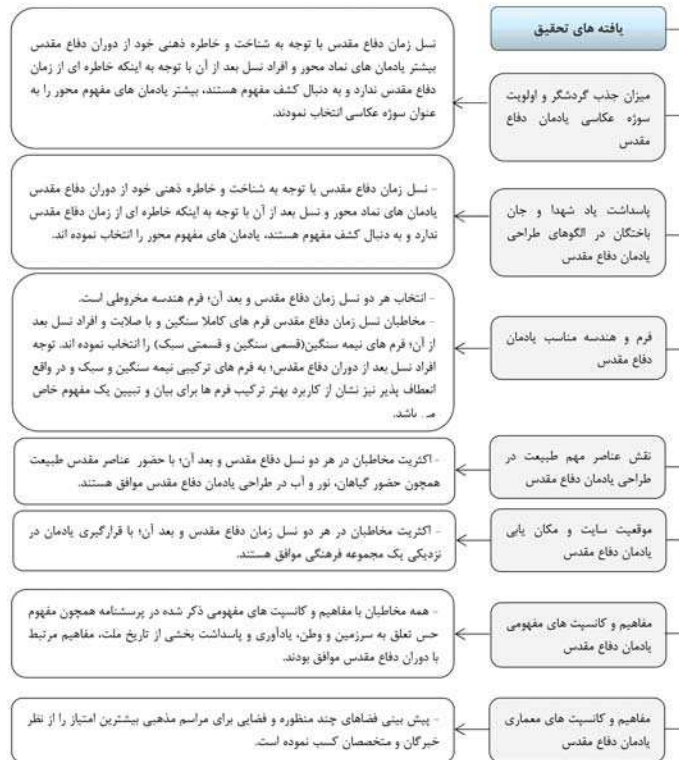 یافته های تحقیق
میزان جذب گردشگر و اولویت
سوژه عکاسی یادمان دفاع
مقدس
نسل زمان دفاع مقدس با توجه به شناخت و خاطره ذهنی خود از دوران دفاع مقدس
بیشتر یادمان های نماد محور و افراد نسل بعد از آن با توجه به اینکه خاطره ای از زمان
دفاع مقدس ندارد و به دنبال کشف مفهوم هستند، بیشتر یادمان های مفهوم محور را به
عنوان سوژه عکاسی انتخاب نمودند.
پاسداشت یاد شهدا و جان
باختگان در الگوهای طراحی
یادمان دفاع مقدس
- نسل زمان دفاع مقدس با توجه به شناخت و خاطره ذهنی خود از دوران دفاع مقدس
یادمان های نماد محور و نسل بعد از آن با توجه به اینکه خاطره ای از زمان دفاع مقدس
ندارد و به دنبال کشف مفهوم هستند، یادمان های مفهوم محور را انتخاب نموده اند.
فرم و هندسه مناسب یادمان
دفاع مقدس
- انتخاب هر دو نسل زمان دفاع مقدس و بعد آن؛ فرم هندسه مخروطی است.
- مخاطبان نسل زمان دفاع مقدس فرم های کاملا سنگین و با صلابت و افراد نسل بعد
از آن؛ فرم های نیمه سنگین(قسمی سنگین و قسمتی سبک) را انتخاب نموده اند. توجه
افراد نسل بعد از دوران دفاع مقدس؛ به فرم های ترکیبی نیمه سنگین و سبک و در واقع
انعطاف پذیر نیز نشان از کاربرد بهتر ترکیب فرم ها برای بیان و تبیین یک مفهوم خاص
می باشد.
نقش عناصر مهم طبیعت در
طراحی یادمان دفاع مقدس
- اکثریت مخاطبان در هر دو نسل دفاع مقدس و بعد آن؛ با حضور عناصر مقدس طبیعت
همچون حضور گیاهان، نور و آب در طراحی یادمان دفاع مقدس موافق هستند.
موقعیت سایت و مکان یابی
یادمان دفاع مقدس
- اکثریت مخاطبان در هر دو نسل زمان دفاع مقدس و بعد آن؛ با قرارگیری یادمان در
نزدیکی یک مجموعه فرهنگی موافق هستند.
مفاهیم و کانسپت های مفهومی
یادمان دفاع مقدس
- همه مخاطبان با مفاهیم و کانسپت های مفهومی ذکر شده در پرسشنامه همچون مفهوم
حس تعلق به سرزمین و وطن، یادآوری و پاسداشت بخشی از تاریخ ملت، مفاهیم مرتبط
با دوران دفاع مقدس موافق بودند.
مفاهیم و کانسپت های معماری
یادمان دفاع مقدس
- پیش بینی فضاهای چند منظوره و فضایی برای مراسم مذهبی بیشترین امتیاز را از نظر
خبرگان و متخصصان کسب نموده است.